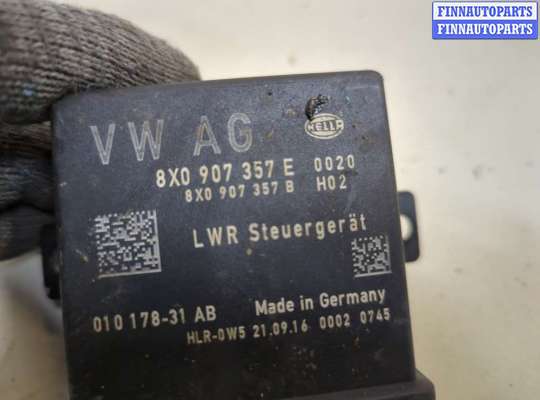 FINNAUTOPARTS
FINNAUTOPARTS
VW AG HELLA
8X0 907 357 E 0020
8X0 907 357 B H02
LWR Steuergerät
010 178-31 AB Made in Germany
HLR-0W5 21.09.16 0002 0745